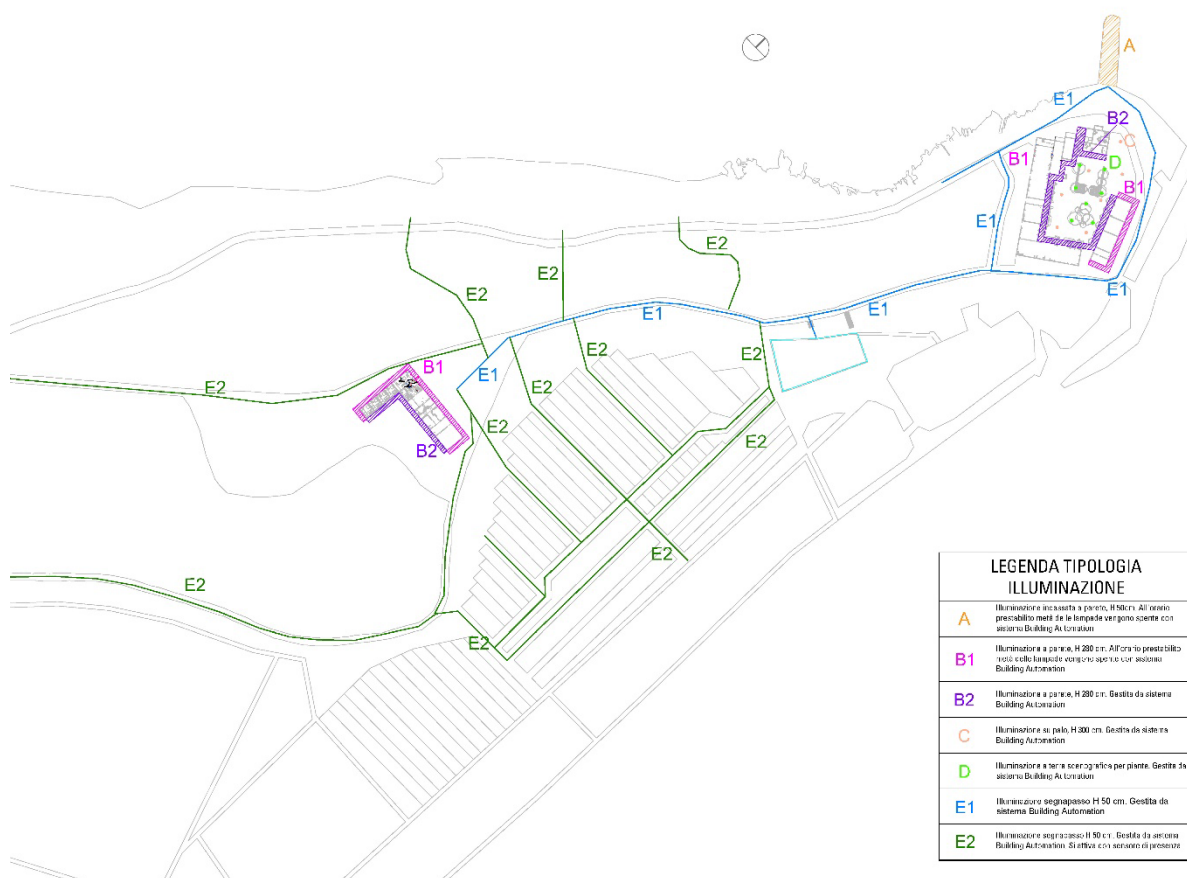 A
E1
B2
C
B1
D
B1
E1
E1
E2
E2
E2
E1
E1
E2
E2
B1
E1
E2
E2
E2
E2
E2
B2
E2
E2
E2
LEGENDA TIPOLOGIA
ILLUMINAZIONE
A
Illuminazione incassata a parete, H 50cm. All'orario
prestabilito metà delle lampade vengono spente con
sistema Building Automation
B1
Illuminazione a parete, H 280 cm. All'orario prestabilito
metà delle lampade vengono spente con sistema
Building Automation
B2
Illuminazione a parete, H 280 cm. Gestita da sistema
Building Automation
C
Illuminazione su palo, H 300 cm. Gestita da sistema
Building Automation
D
Illuminazione a terra scenografica per piante. Gestita da
sistema Building Automation
E1
Illuminazione segnapasso H 50 cm. Gestita da
sistema Building Automation
E2
Illuminazione segnapasso H 50 cm. Gestita da sistema
Building Automation. Si attiva con sensore di presenza